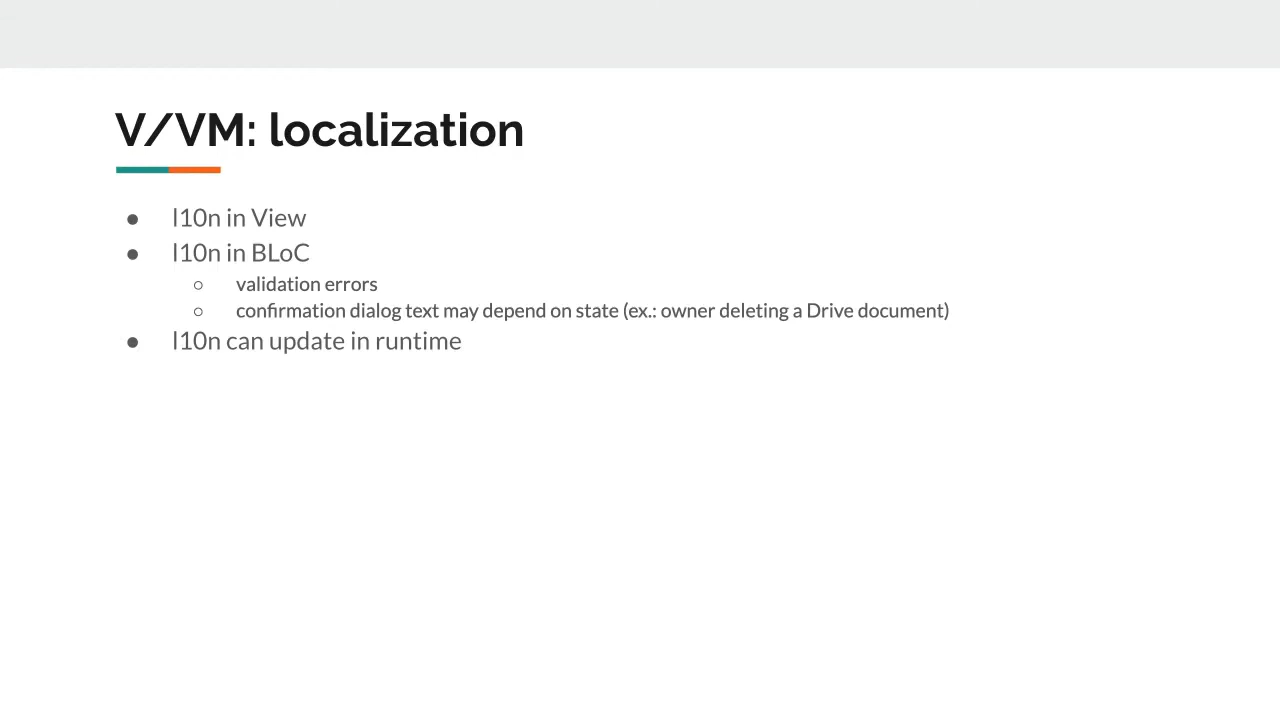 V/VM: localization
● l10n in View
● l10n in BLoC
○ validation errors
○ confirmation dialog text may depend on state (ex.: owner deleting a Drive document)
● l10n can update in runtime